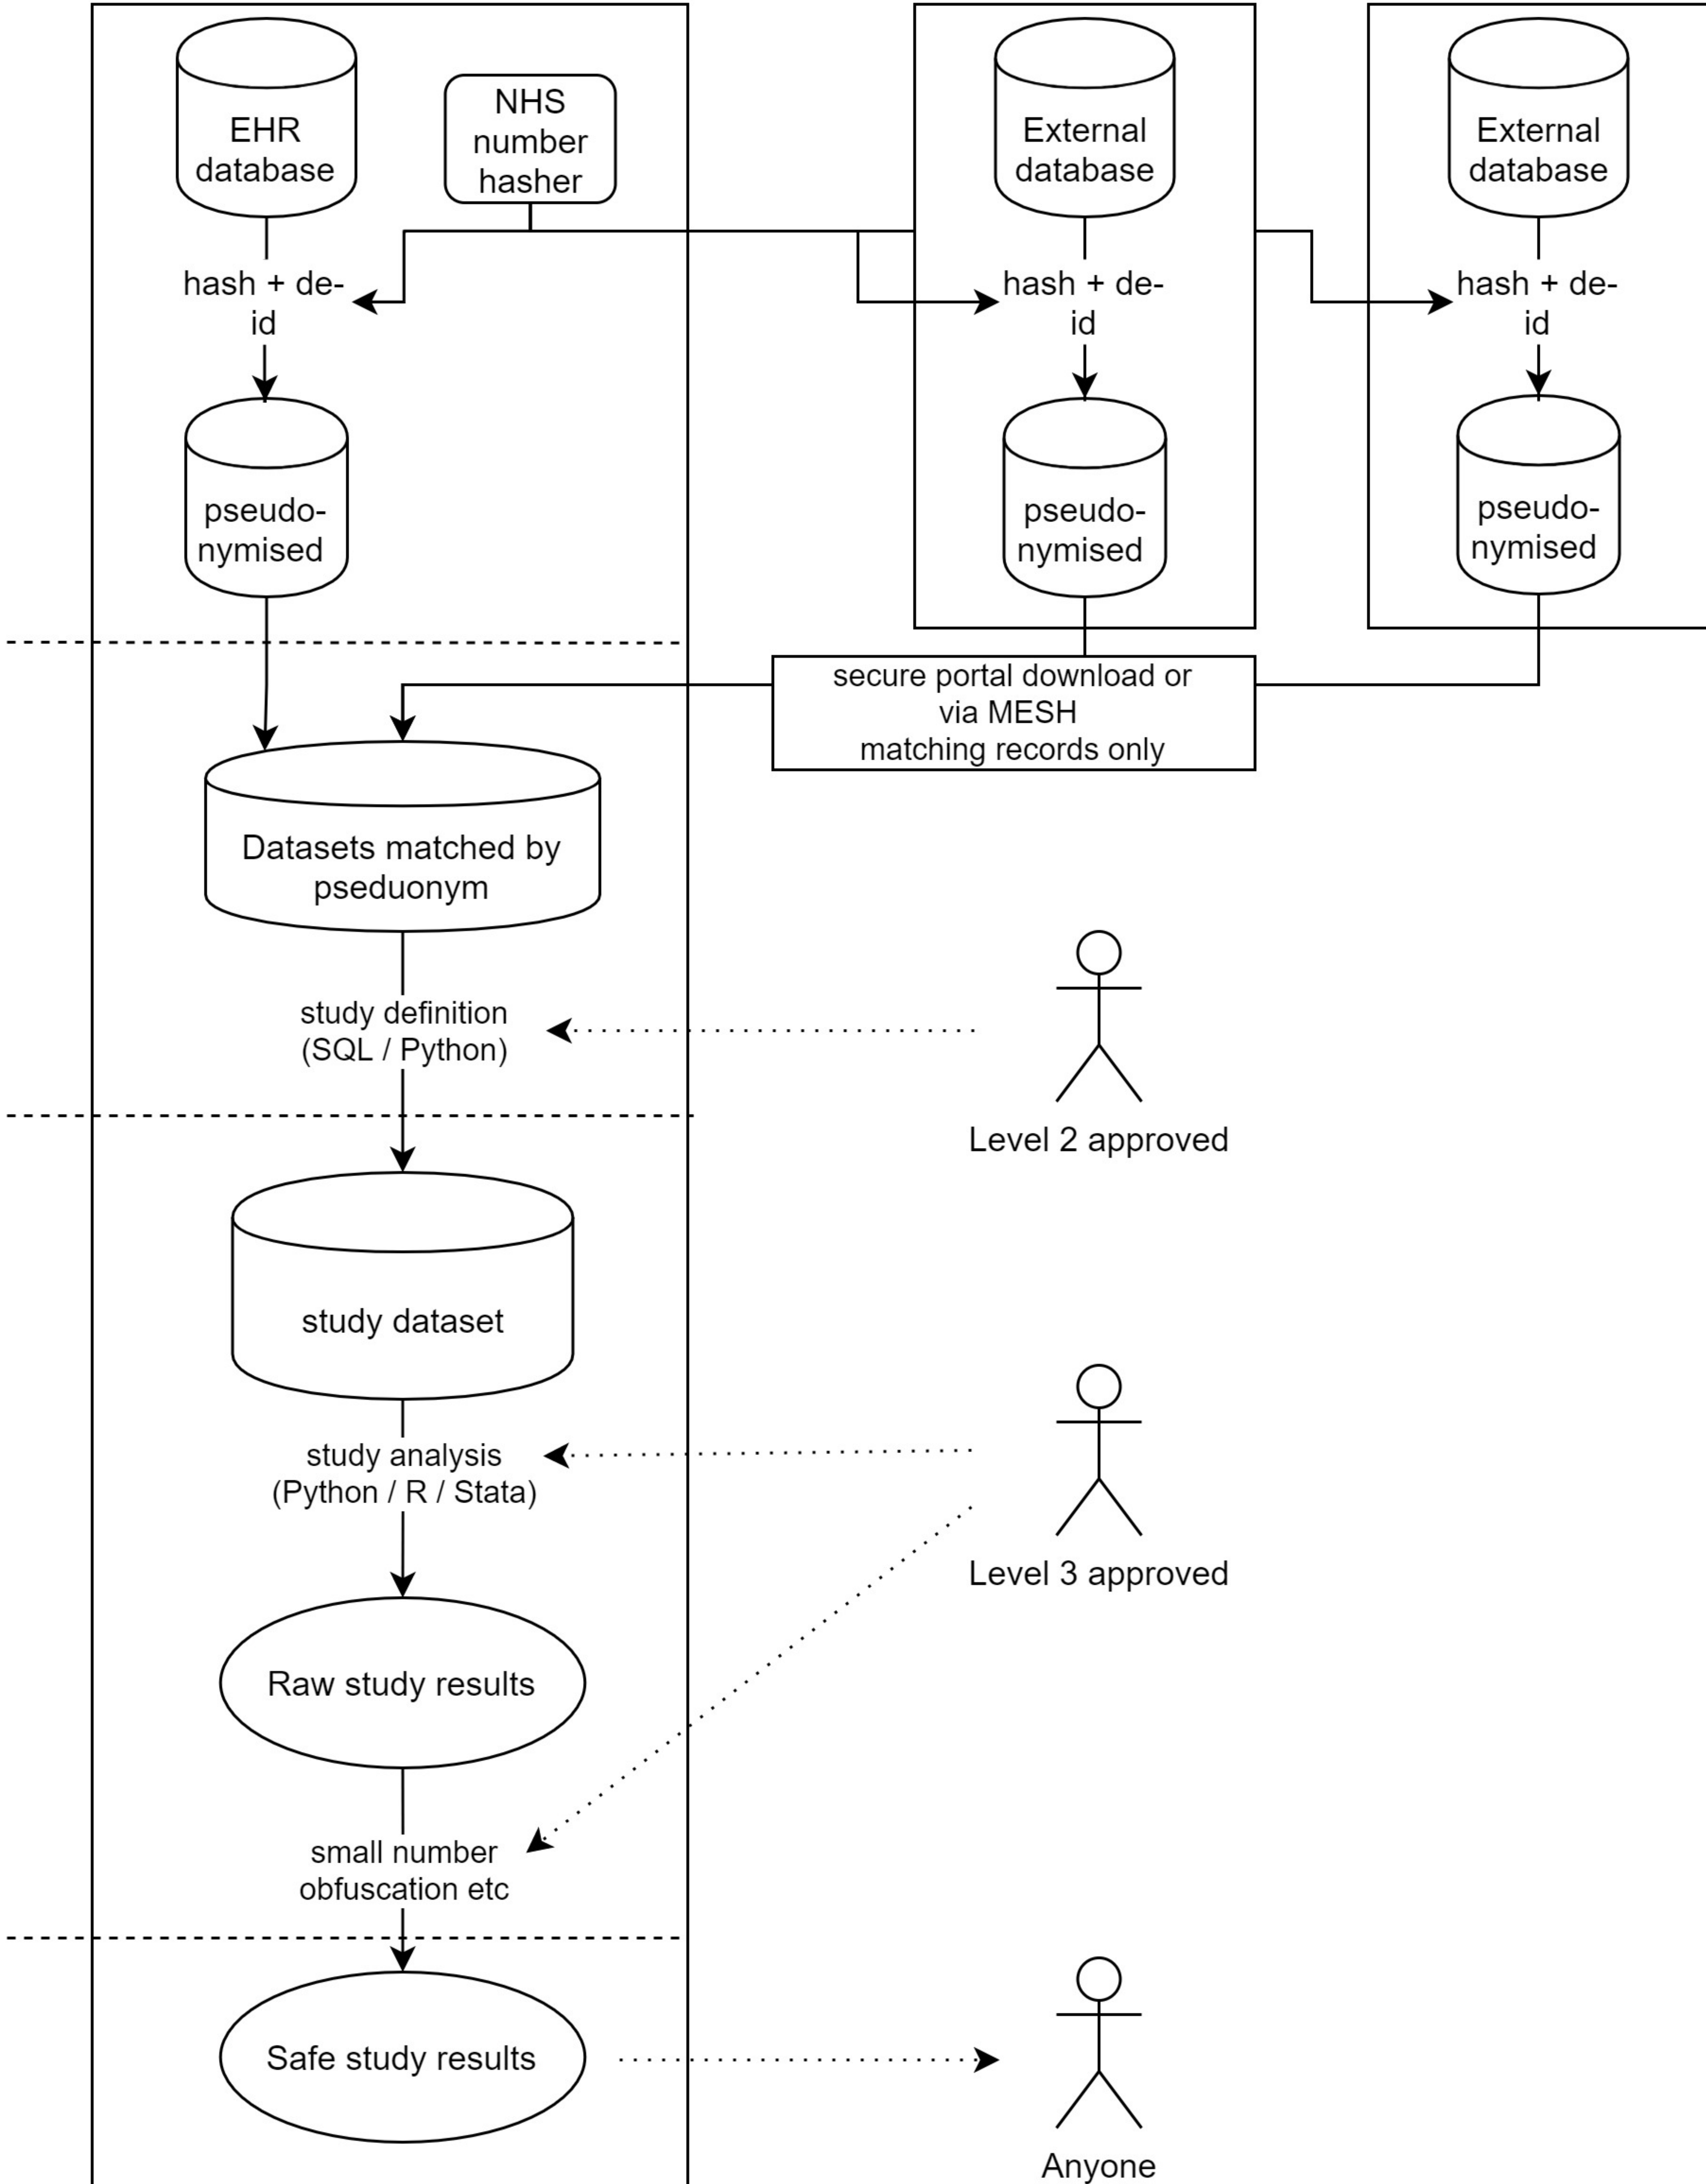 EHR
database
NHS
number
hasher
External
database
External
database
hash + de-
id
hash + de-
id
hash + de-
id
pseudo-
nymised
pseudo-
nymised
pseudo-
nymised
secure portal download or
via MESH
matching records only
Datasets matched by
pseduonym
study definition
(SQL / Python)
Level 2 approved
study dataset
study analysis
(Python / R / Stata)
Level 3 approved
Raw study results
small number
obfuscation etc
Safe study results
Anyone